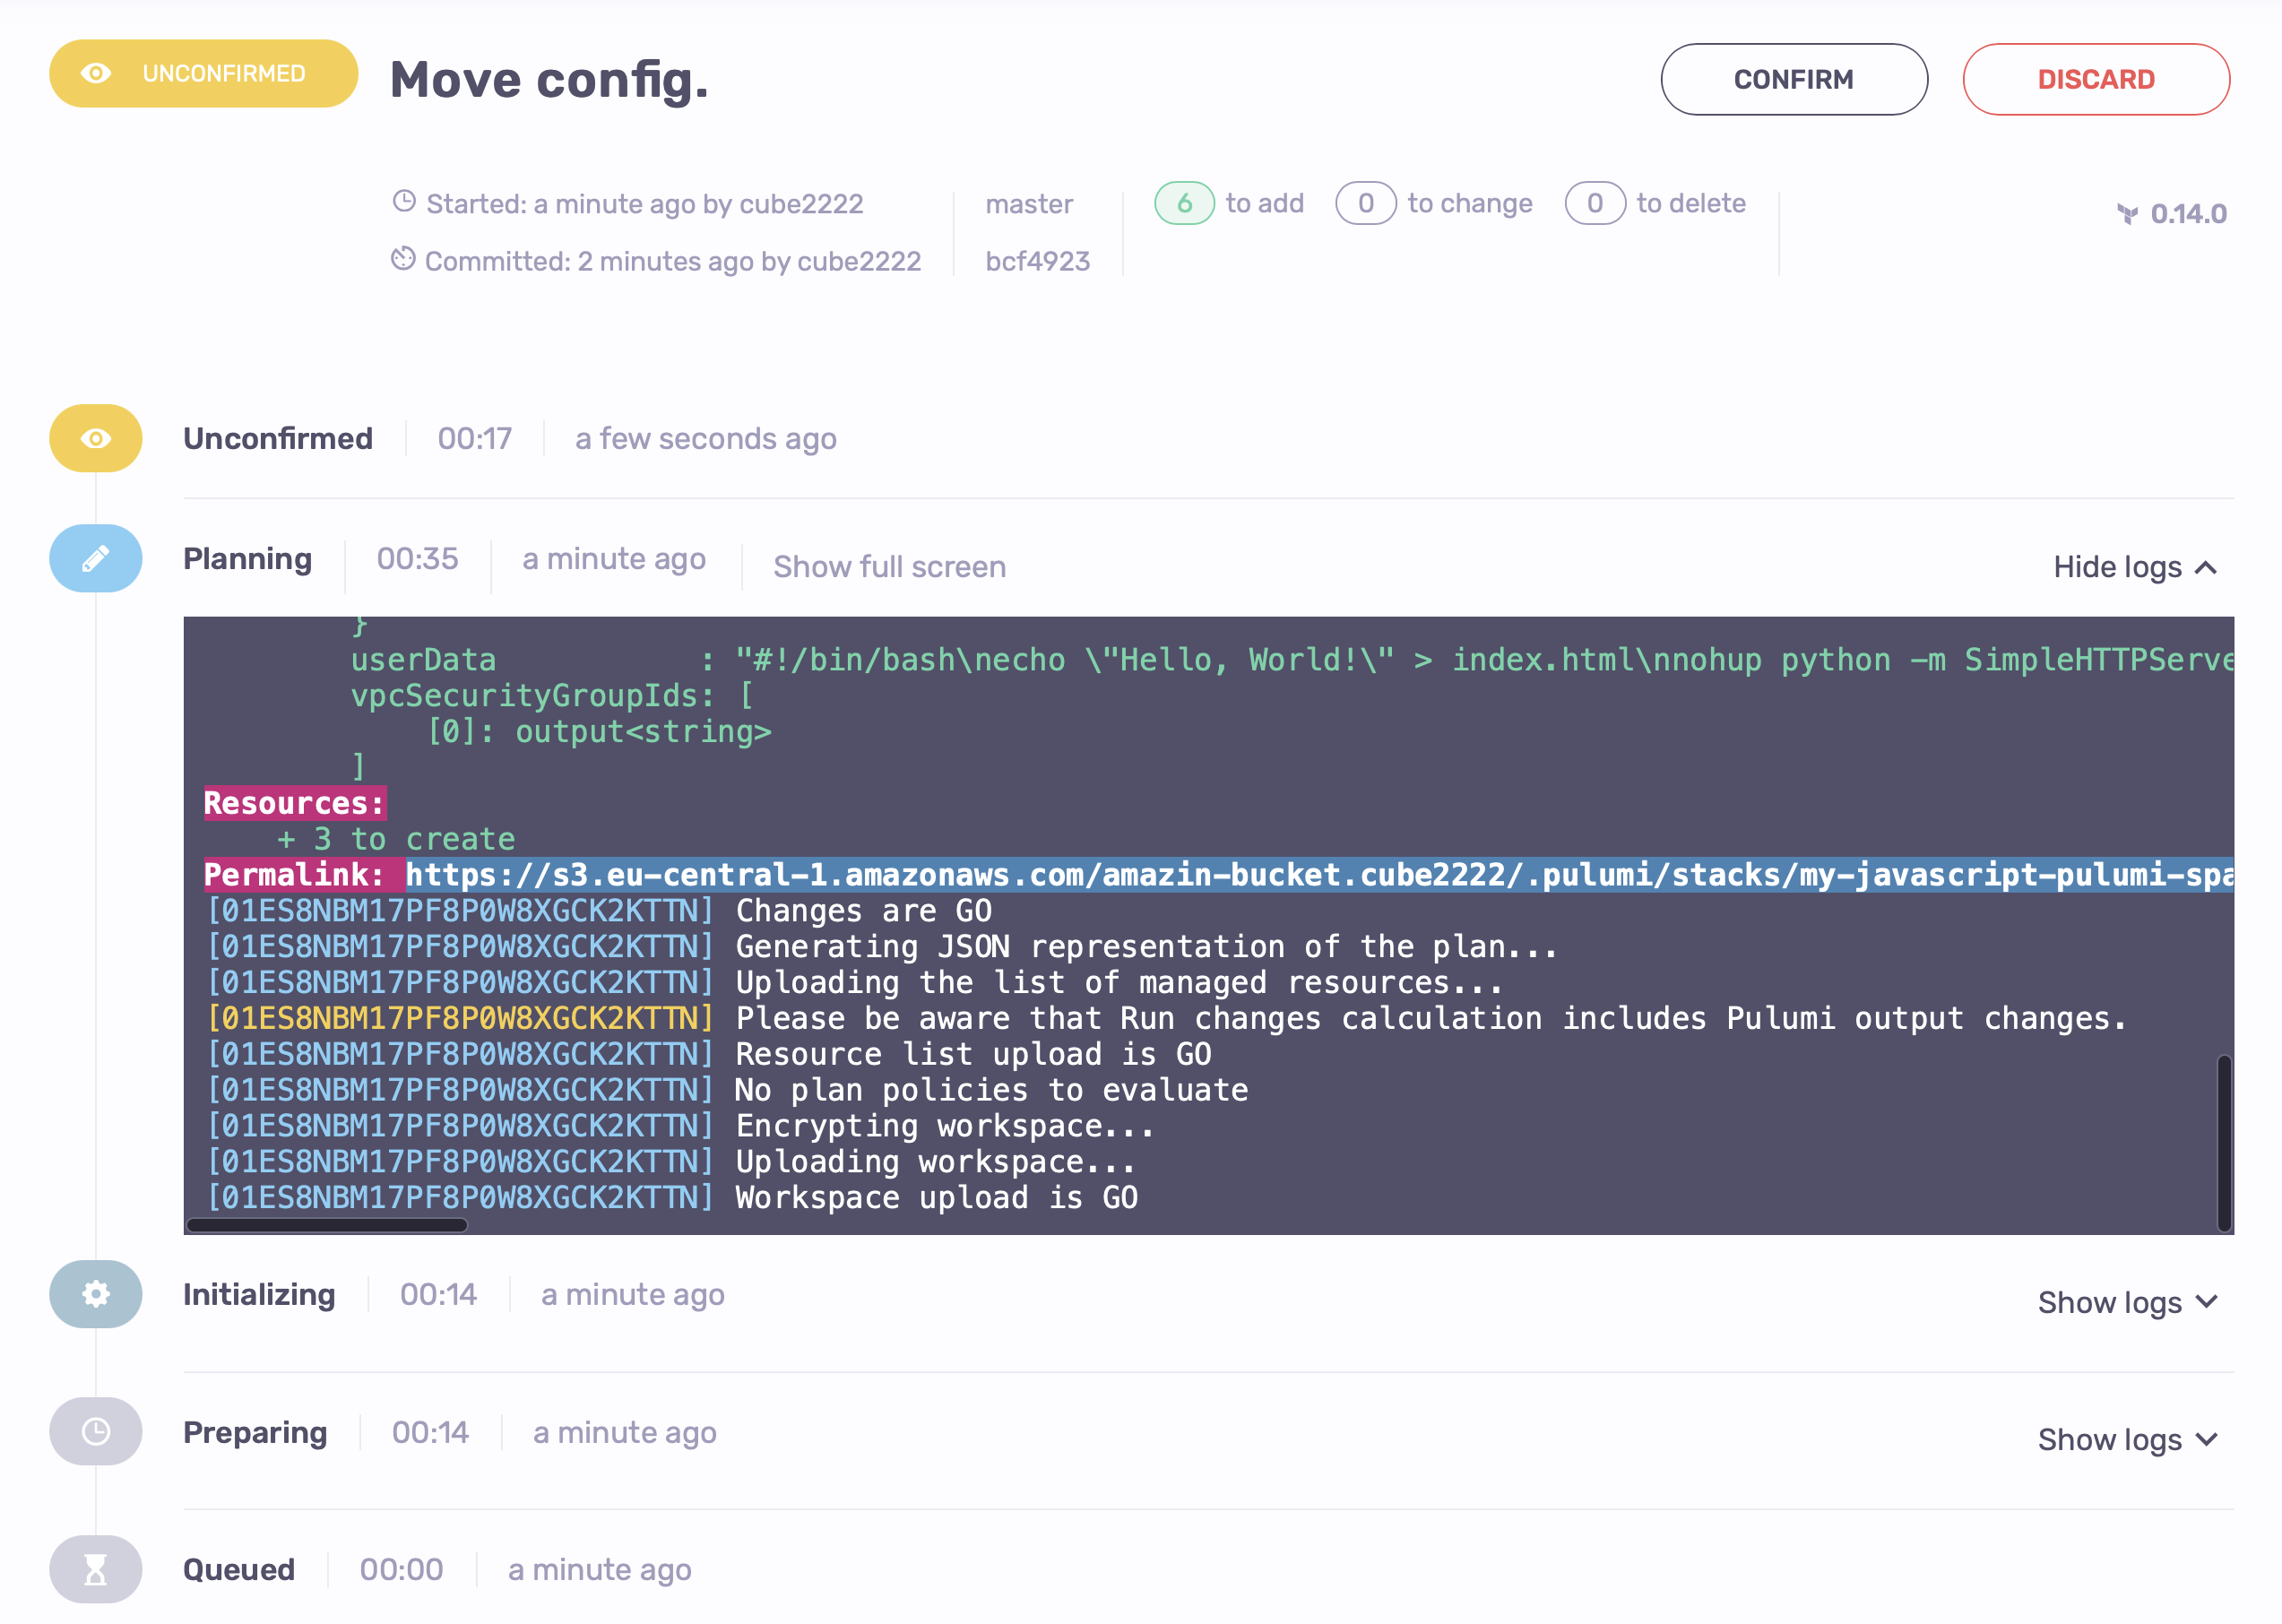 UNCONFIRMED
Move config.
CONFIRM
DISCARD
Started: a minute ago by cube2222
master
6 to add
0 to change
0 to delete
0.14.0
Committed: 2 minutes ago by cube2222
bcf4923
Unconfirmed 00:17 a few seconds ago
Planning 00:35 a minute ago Show full screen Hide logs
}
userData : "#!/bin/bash\necho \"Hello, World!\" > index.html\nnohup python -m SimpleHTTPServe
vpcSecurityGroupIds: [
[0]: output<string>
]
Resources:
+ 3 to create
Permalink: https://s3.eu-central-1.amazonaws.com/amazin-bucket.cube2222/.pulumi/stacks/my-javascript-pulumi-spa
[01ES8NBM17PF8P0W8XGCK2KTTN] Changes are GO
[01ES8NBM17PF8P0W8XGCK2KTTN] Generating JSON representation of the plan...
[01ES8NBM17PF8P0W8XGCK2KTTN] Uploading the list of managed resources...
[01ES8NBM17PF8P0W8XGCK2KTTN] Please be aware that Run changes calculation includes Pulumi output changes.
[01ES8NBM17PF8P0W8XGCK2KTTN] Resource list upload is GO
[01ES8NBM17PF8P0W8XGCK2KTTN] No plan policies to evaluate
[01ES8NBM17PF8P0W8XGCK2KTTN] Encrypting workspace...
[01ES8NBM17PF8P0W8XGCK2KTTN] Uploading workspace...
[01ES8NBM17PF8P0W8XGCK2KTTN] Workspace upload is GO
Initializing 00:14 a minute ago Show logs
Preparing 00:14 a minute ago Show logs
Queued 00:00 a minute ago